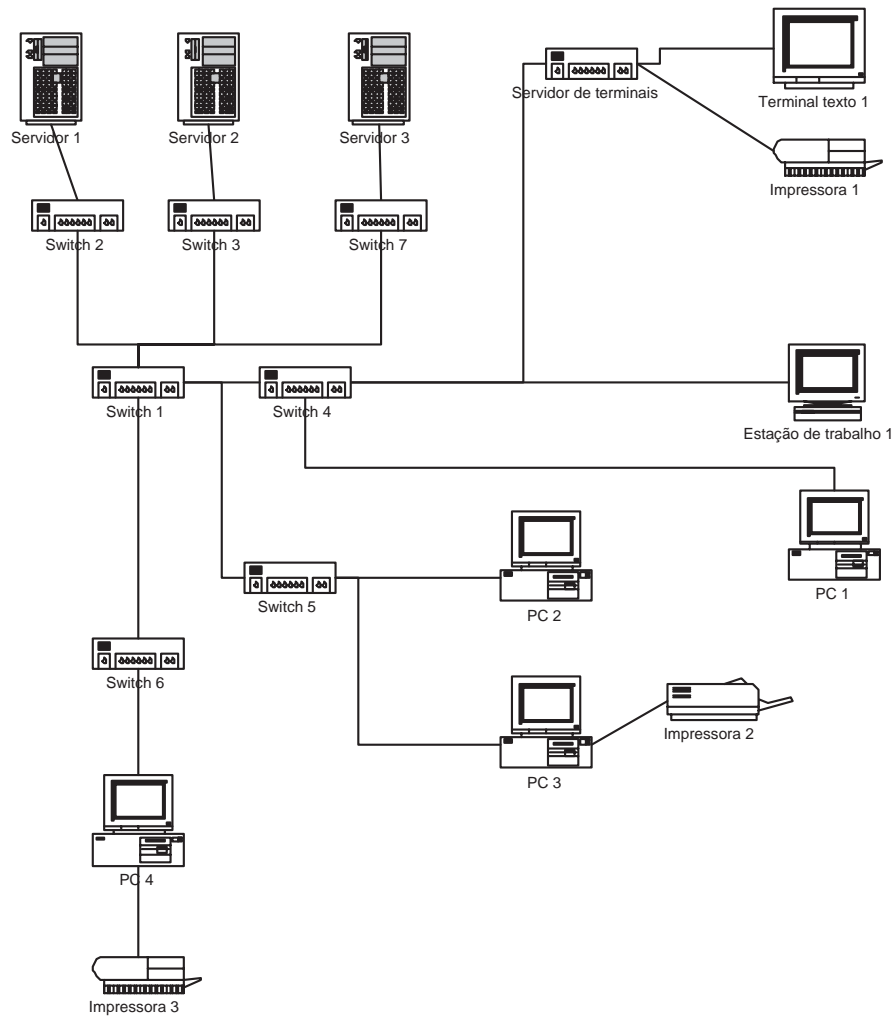 Servidor 1
Servidor 2
Servidor 3
Servidor de terminais
Terminal texto 1
Impressora 1
Switch 2
Switch 3
Switch 7
Switch 1
Switch 4
Estação de trabalho 1
Switch 5
PC 2
PC 1
Switch 6
Impressora 2
PC 3
PC 4
Impressora 3